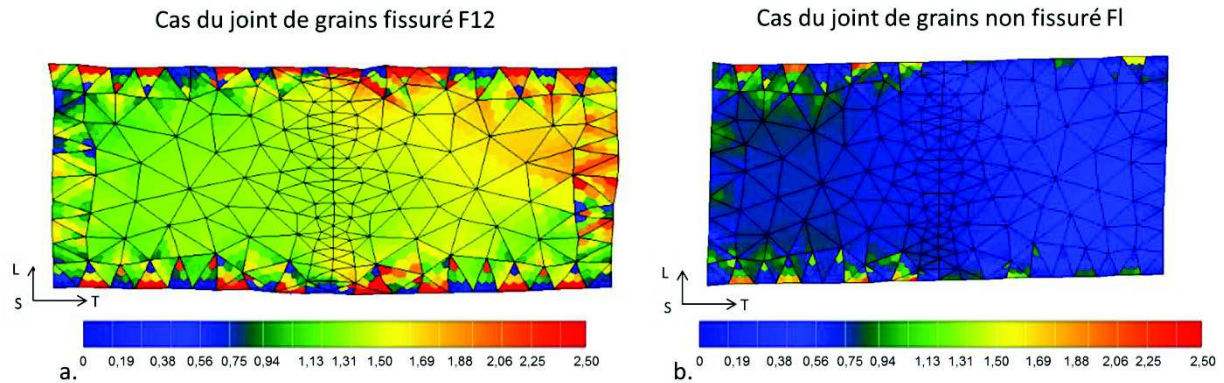 Cas du joint de grains fissuré F12
Cas du joint de grains non fissuré Fl
L
S
T
L
S
T
0 0,19 0,38 0,56 0,75 0,94 1,13 1,31 1,50 1,69 1,88 2,06 2,25 2,50
0 0,19 0,38 0,56 0,75 0,94 1,13 1,31 1,50 1,69 1,88 2,06 2,25 2,50
a.
b.